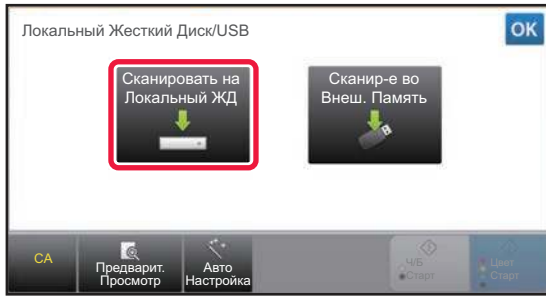 Локальный Жесткий Диск/USB
OK
Сканировать на
Локальный ЖД
Сканир-е во
Внеш. Память
CA
Предварит.
Просмотр
Авто
Настройка
Ч/Б
Старт
Цвет
Старт